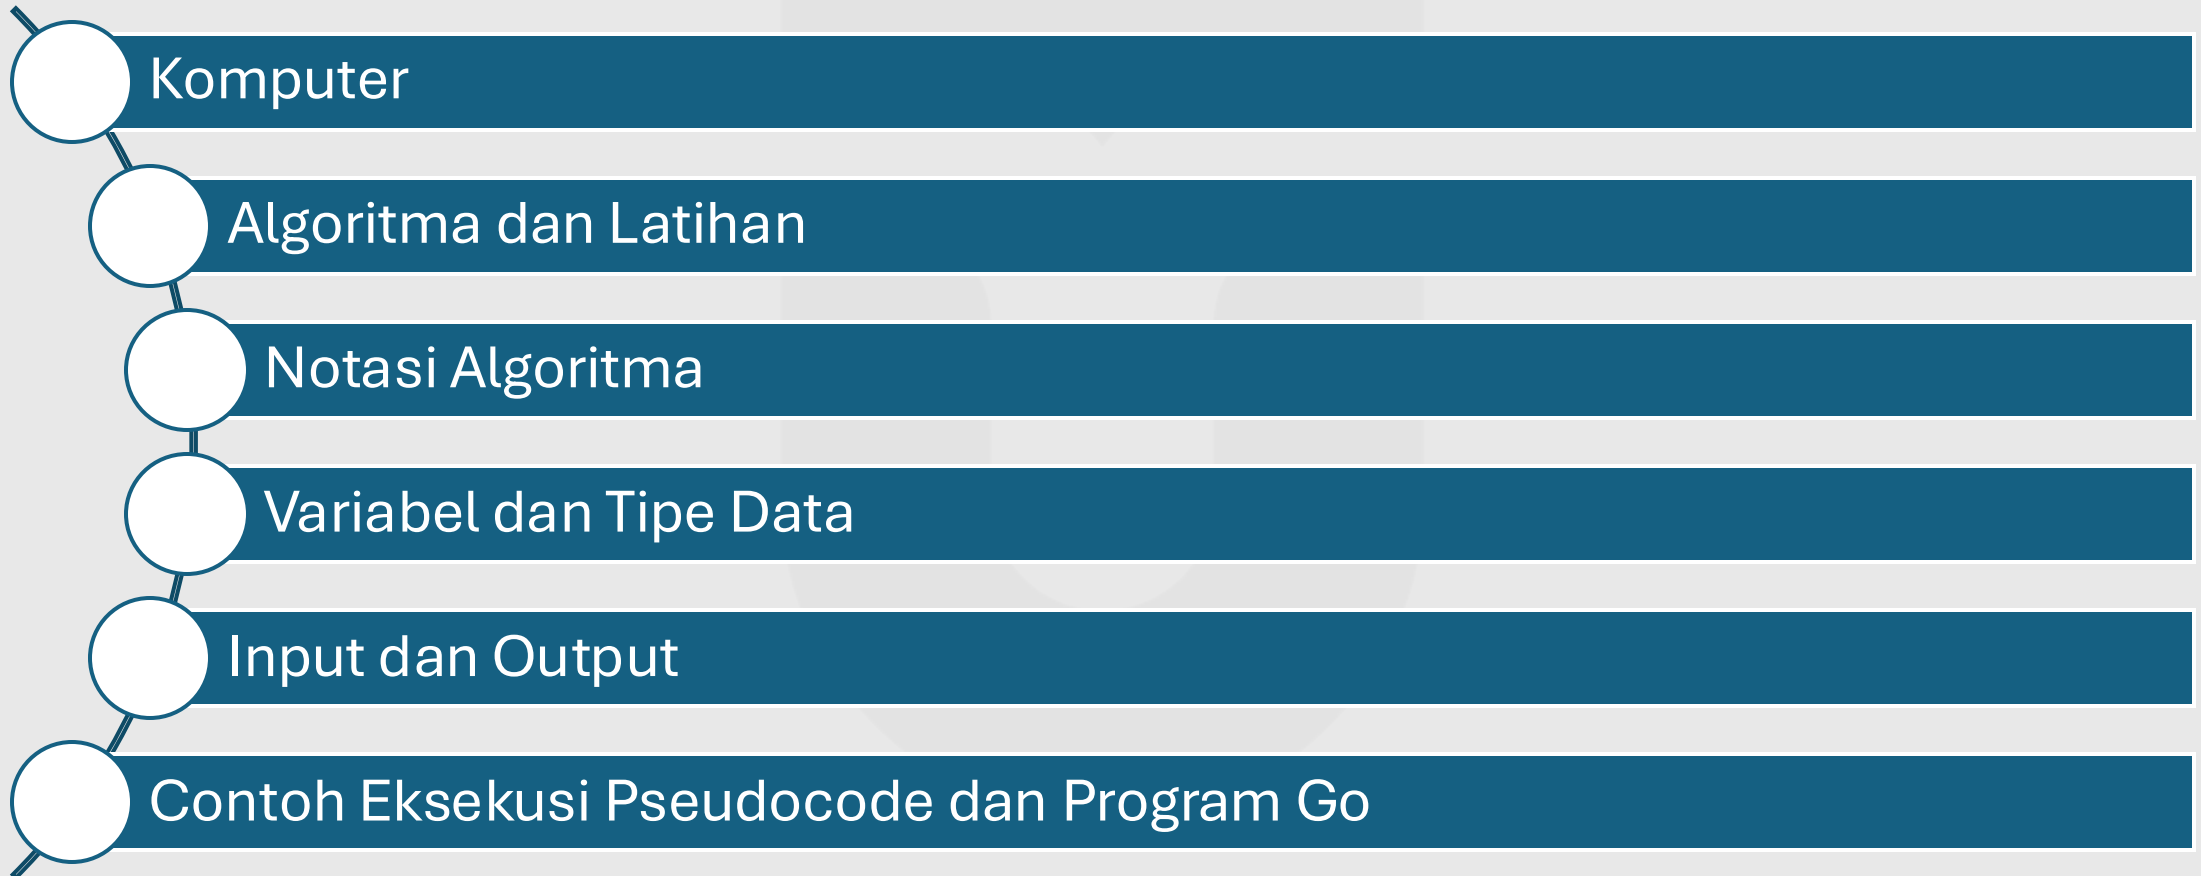 Komputer
Algoritma dan Latihan
Notasi Algoritma
Variabel dan Tipe Data
Input dan Output
Contoh Eksekusi Pseudocode dan Program Go